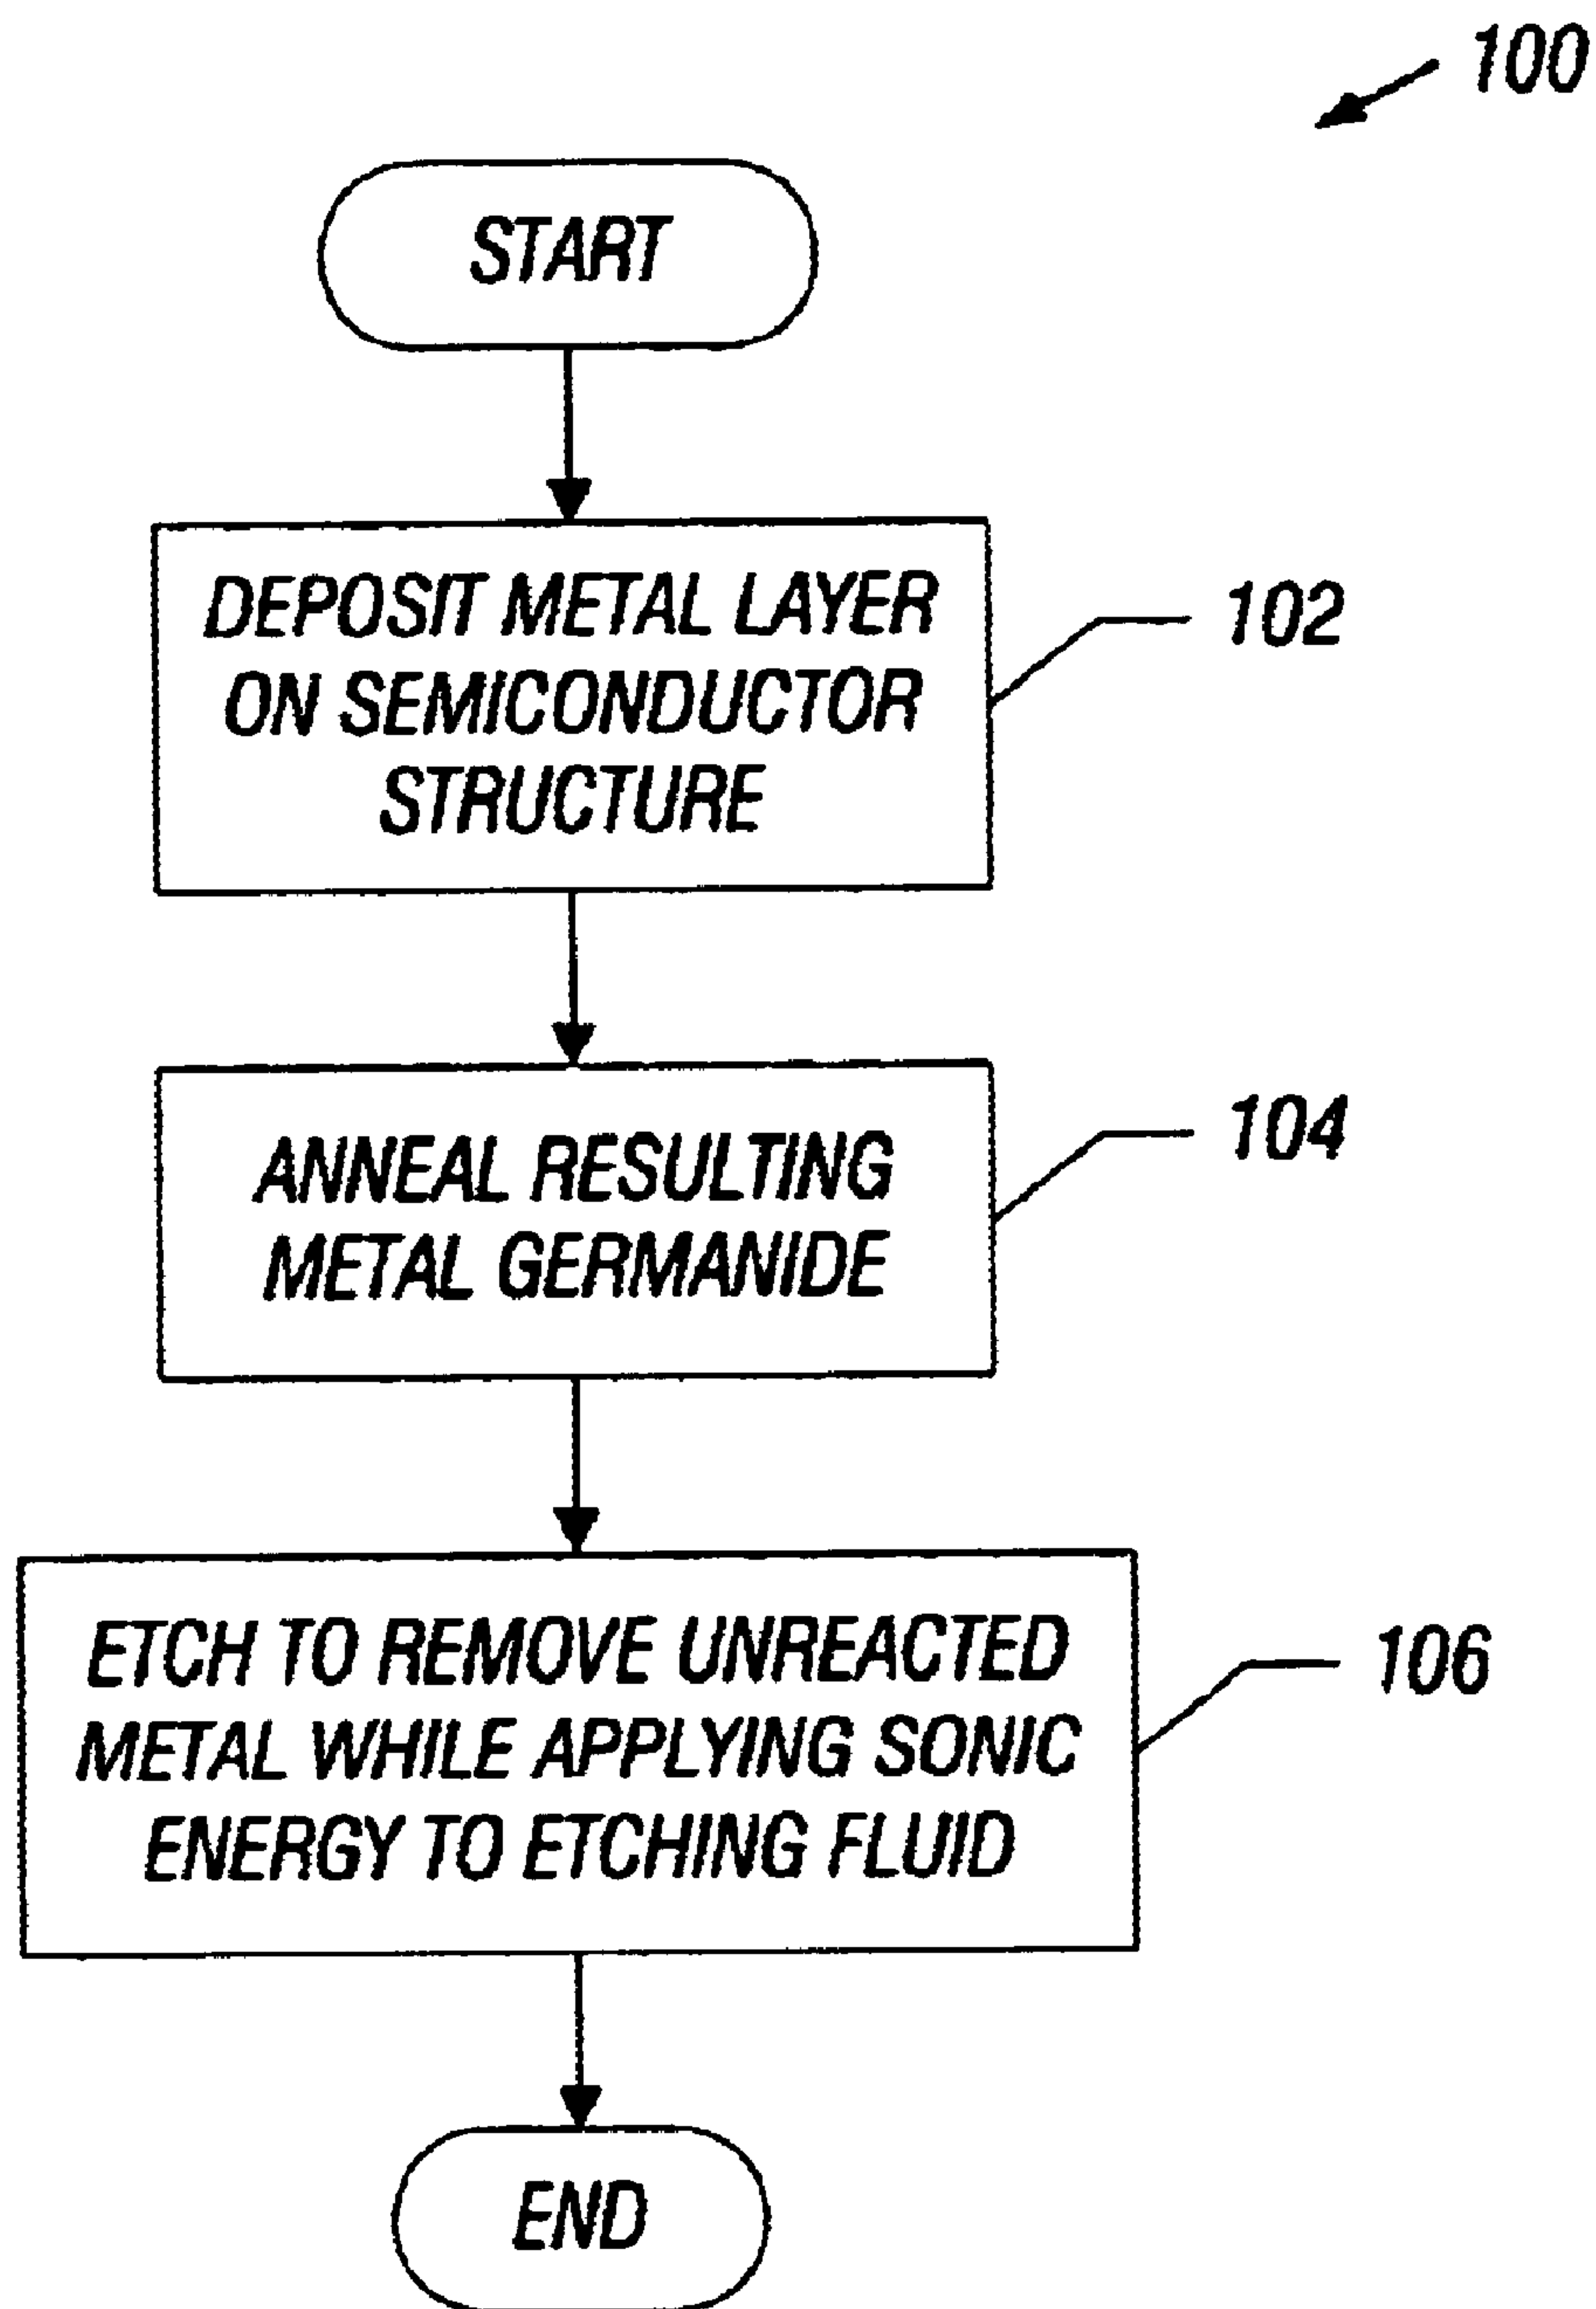 100
START
DEPOSIT METAL LAYER
ON SEMICONDUCTOR
STRUCTURE
102
ANNEAL RESULTING
METAL GERMANIDE
104
ETCH TO REMOVE UNREACTED
METAL WHILE APPLYING SONIC
ENERGY TO ETCHING FLUID
106
END